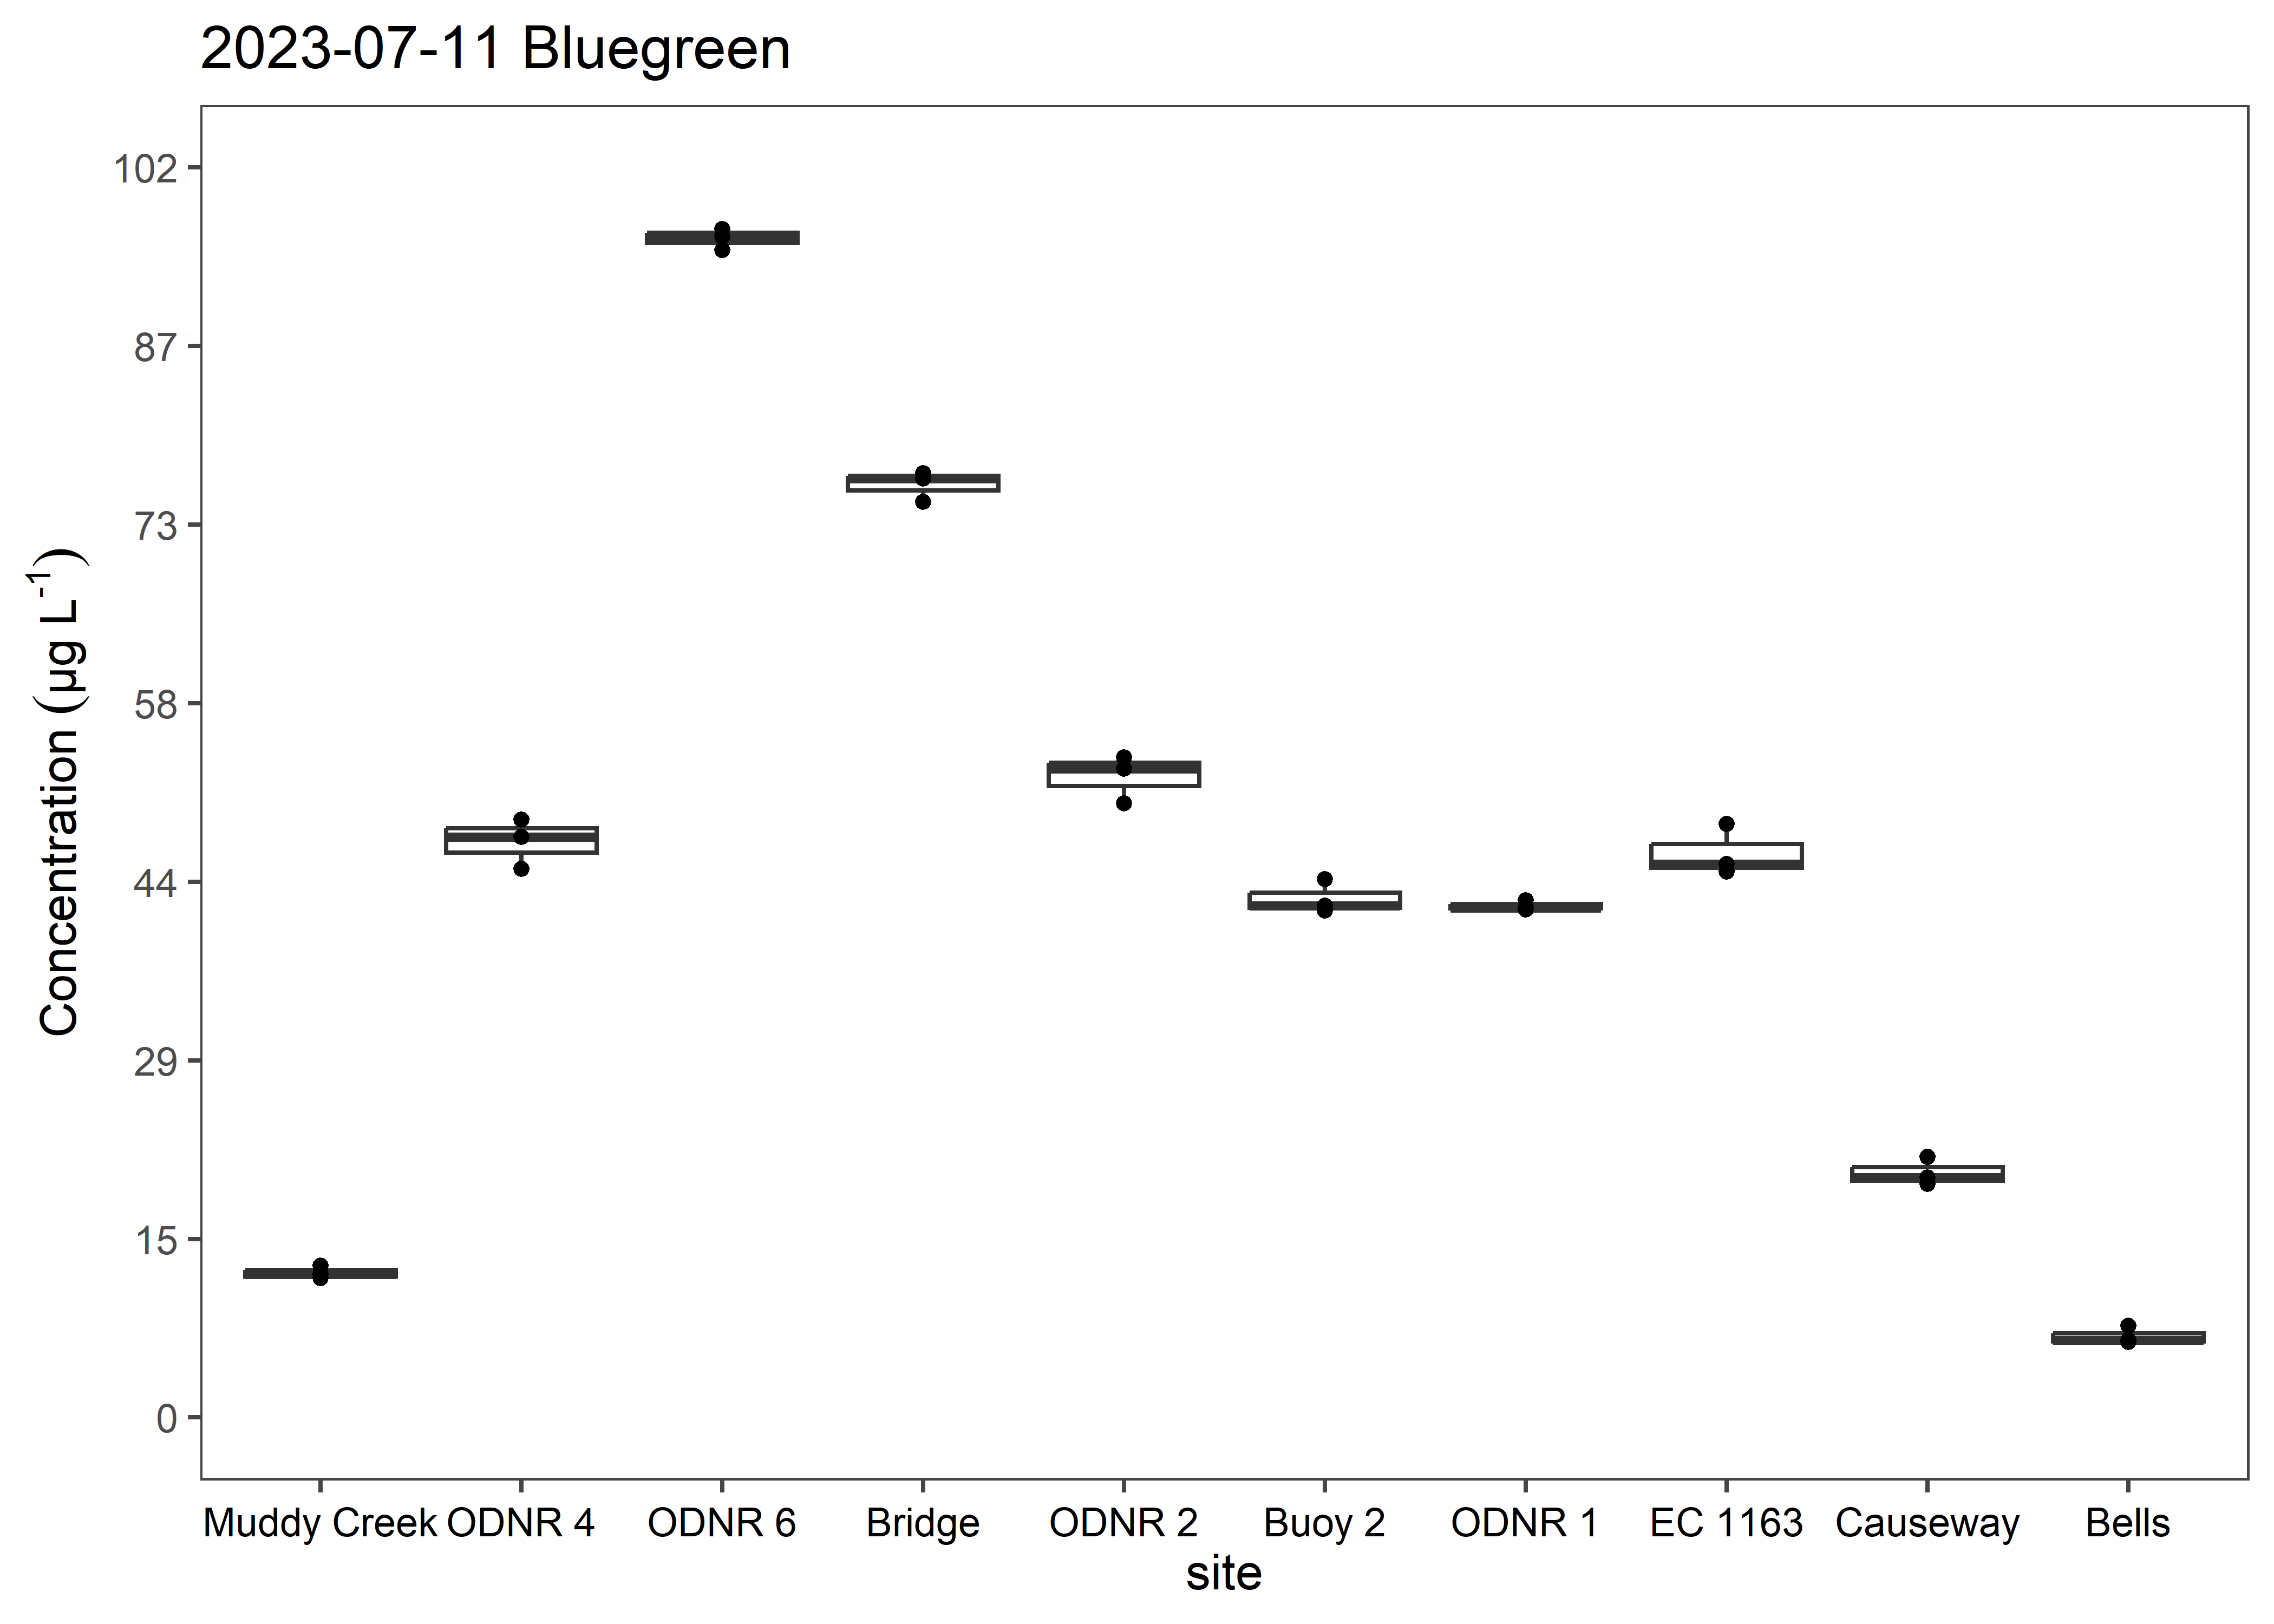 2023-07-11 Bluegreen
Concentration (µg L⁻¹)
102
87
73
58
44
29
15
0
Muddy Creek ODNR 4 ODNR 6 Bridge ODNR 2 Buoy 2 ODNR 1 EC 1163 Causeway Bells
site